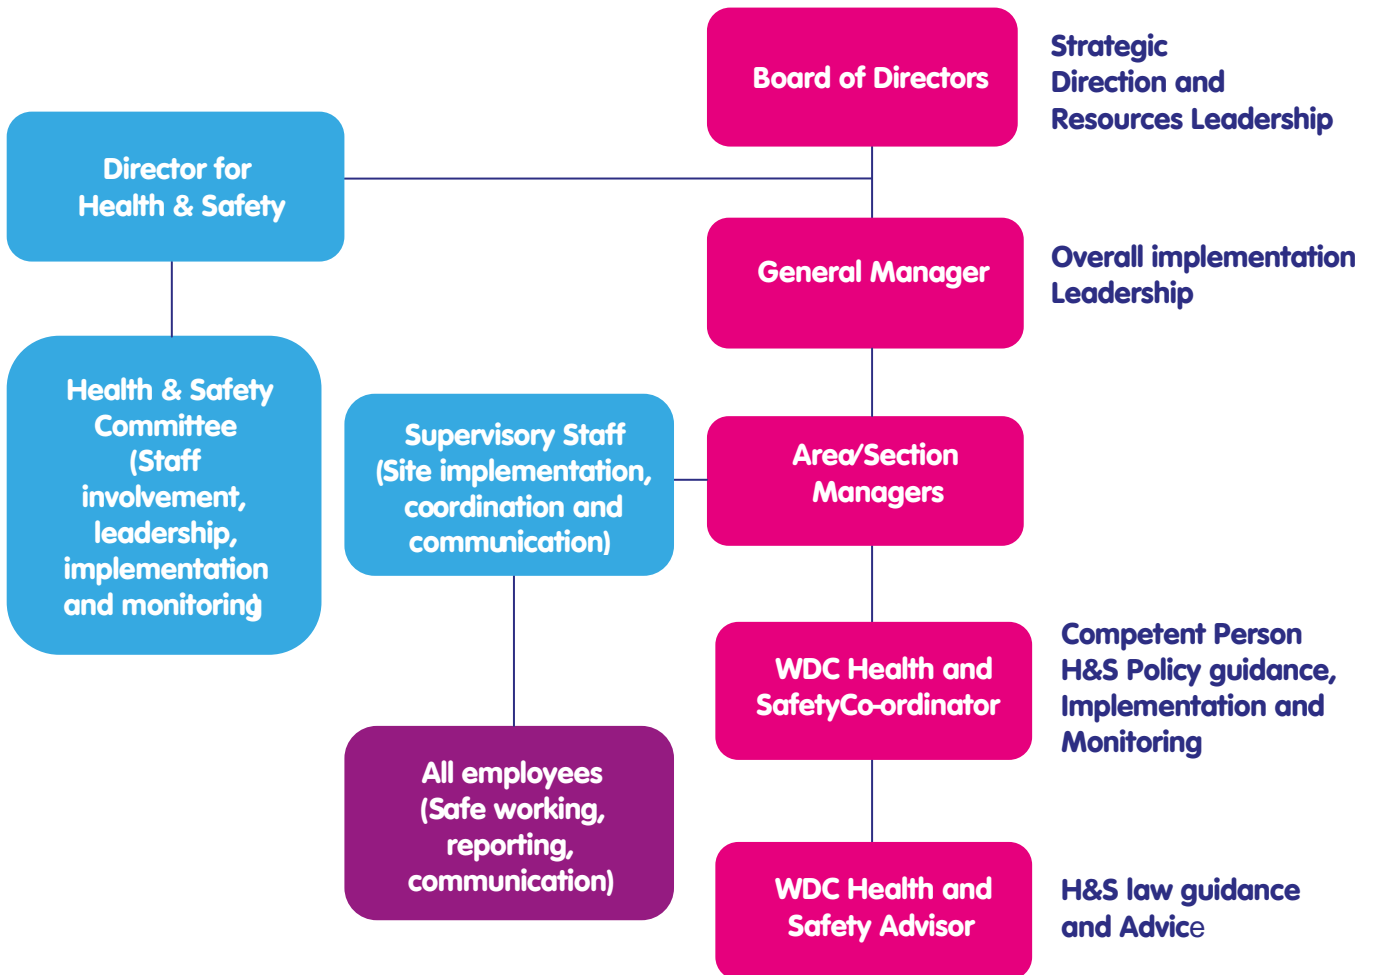 Board of Directors
Strategic
Direction and
Resources Leadership
Director for
Health & Safety
General Manager
Overall implementation
Leadership
Health & Safety
Committee
(Staff
involvement,
leadership,
implementation
and monitoring)
Supervisory Staff
(Site implementation,
coordination and
communication)
Area/Section
Managers
WDC Health and
SafetyCo-ordinator
Competent Person
H&S Policy guidance,
Implementation and
Monitoring
All employees
(Safe working,
reporting,
communication)
WDC Health and
Safety Advisor
H&S law guidance
and Advice